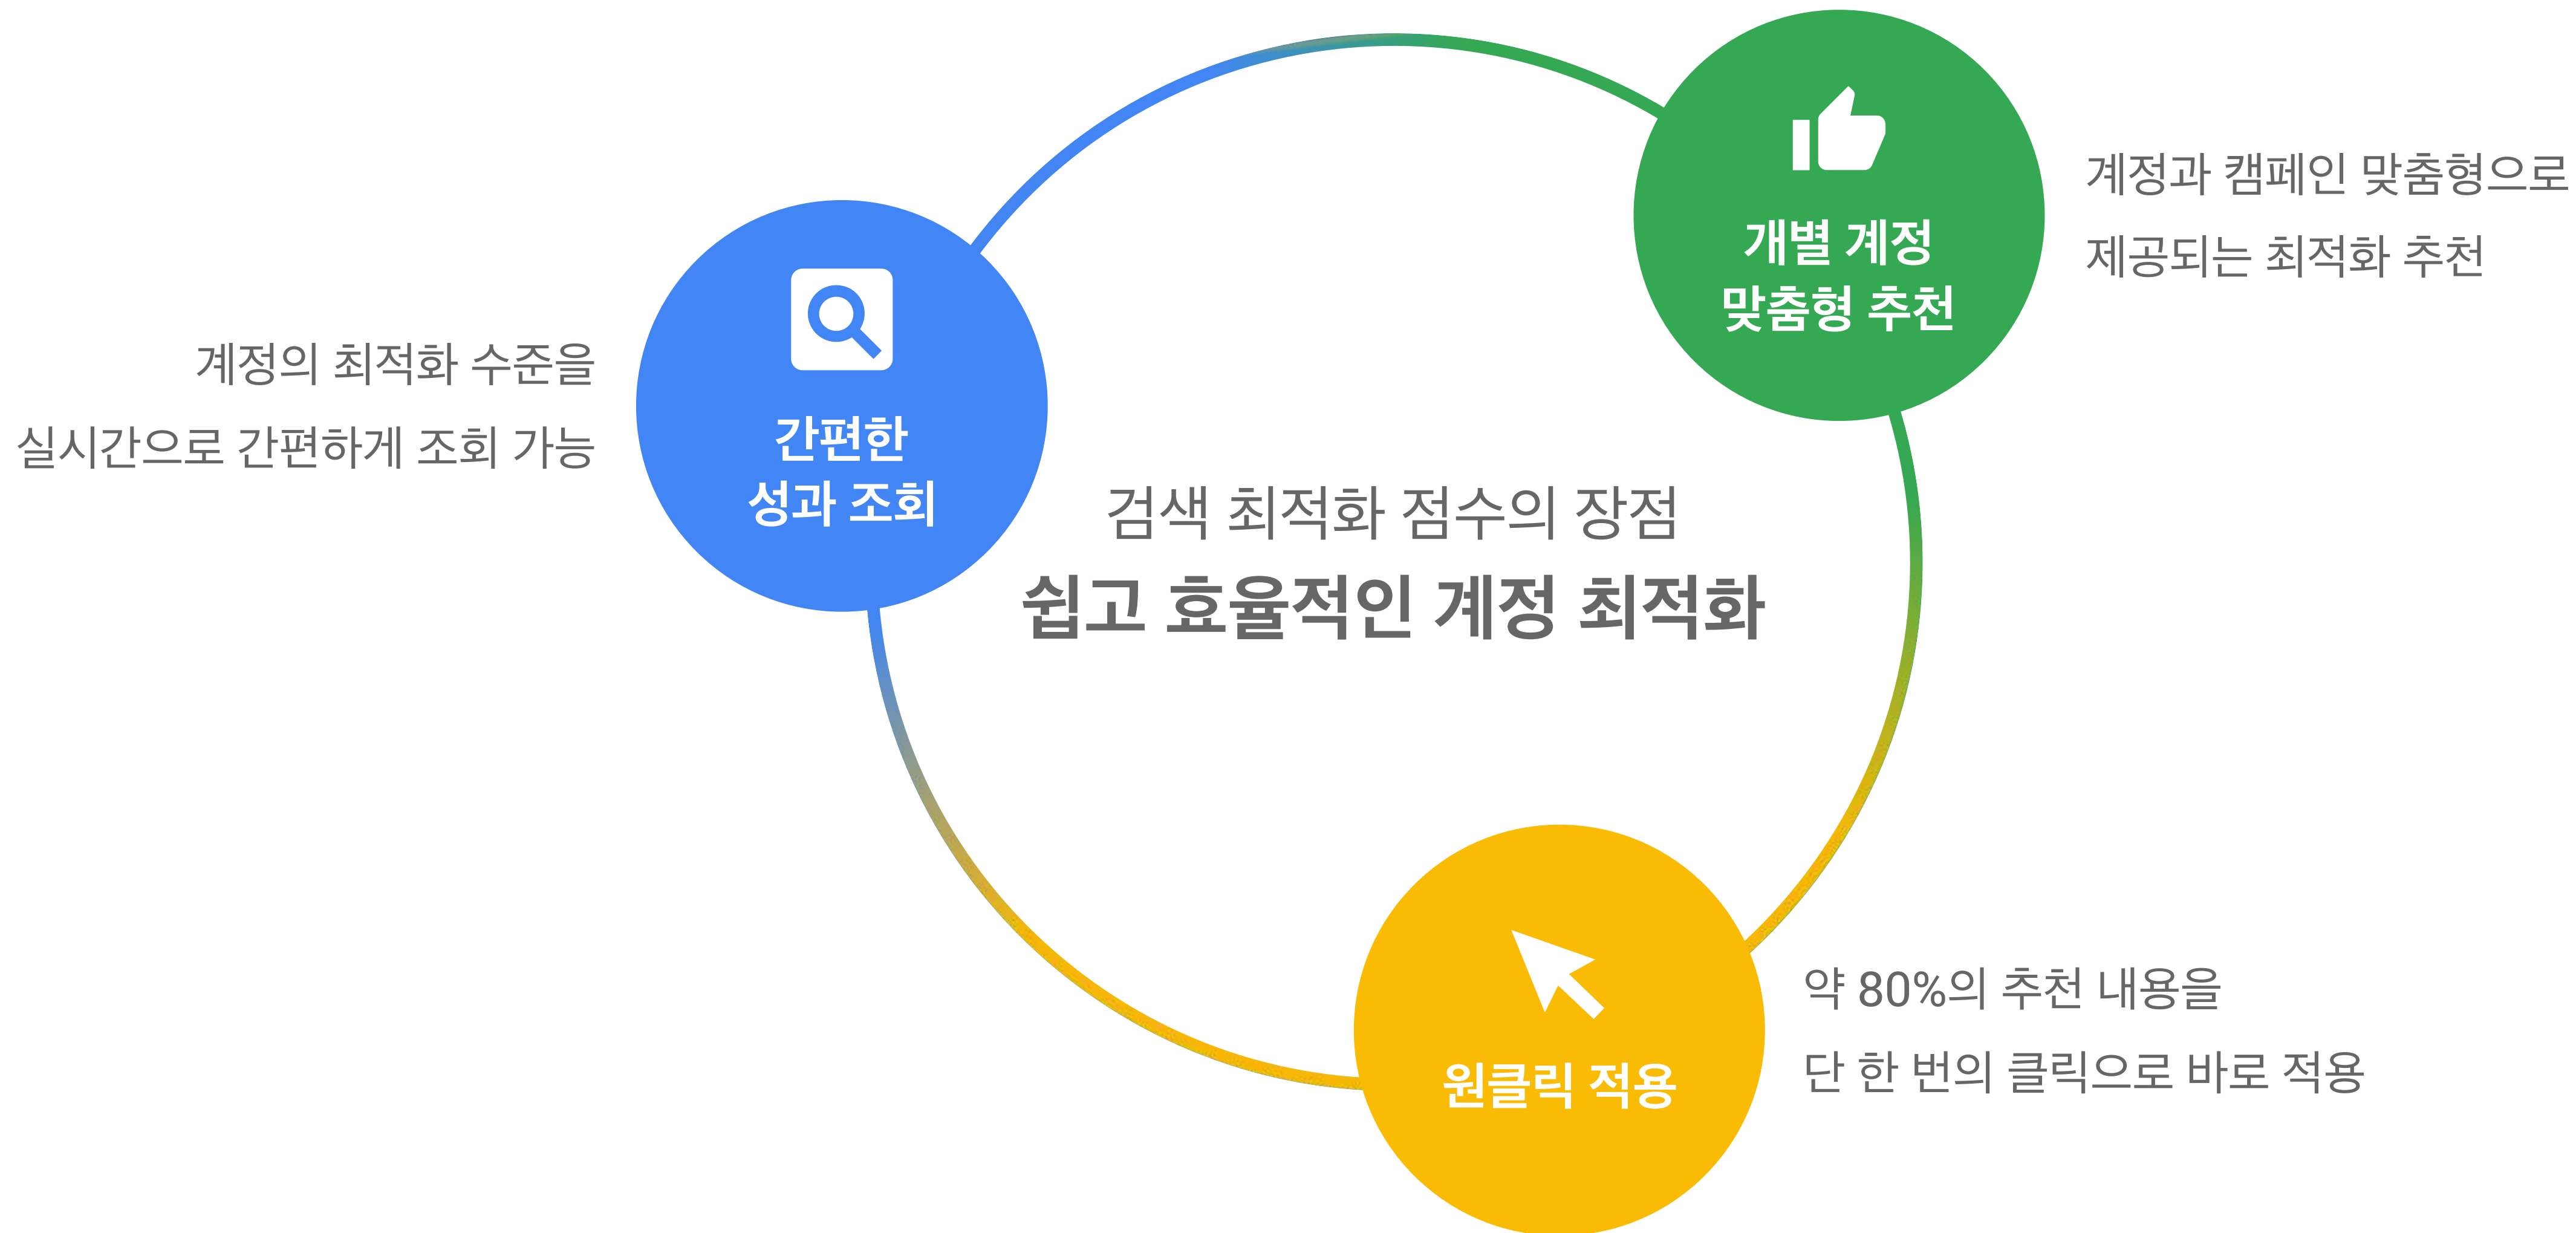 계정의 최적화 수준을
실시간으로 간편하게 조회 가능
간편한
성과 조회
개별 계정
맞춤형 추천
계정과 캠페인 맞춤형으로
제공되는 최적화 추천
검색 최적화 점수의 장점
쉽고 효율적인 계정 최적화
원클릭 적용
약 80%의 추천 내용을
단 한 번의 클릭으로 바로 적용